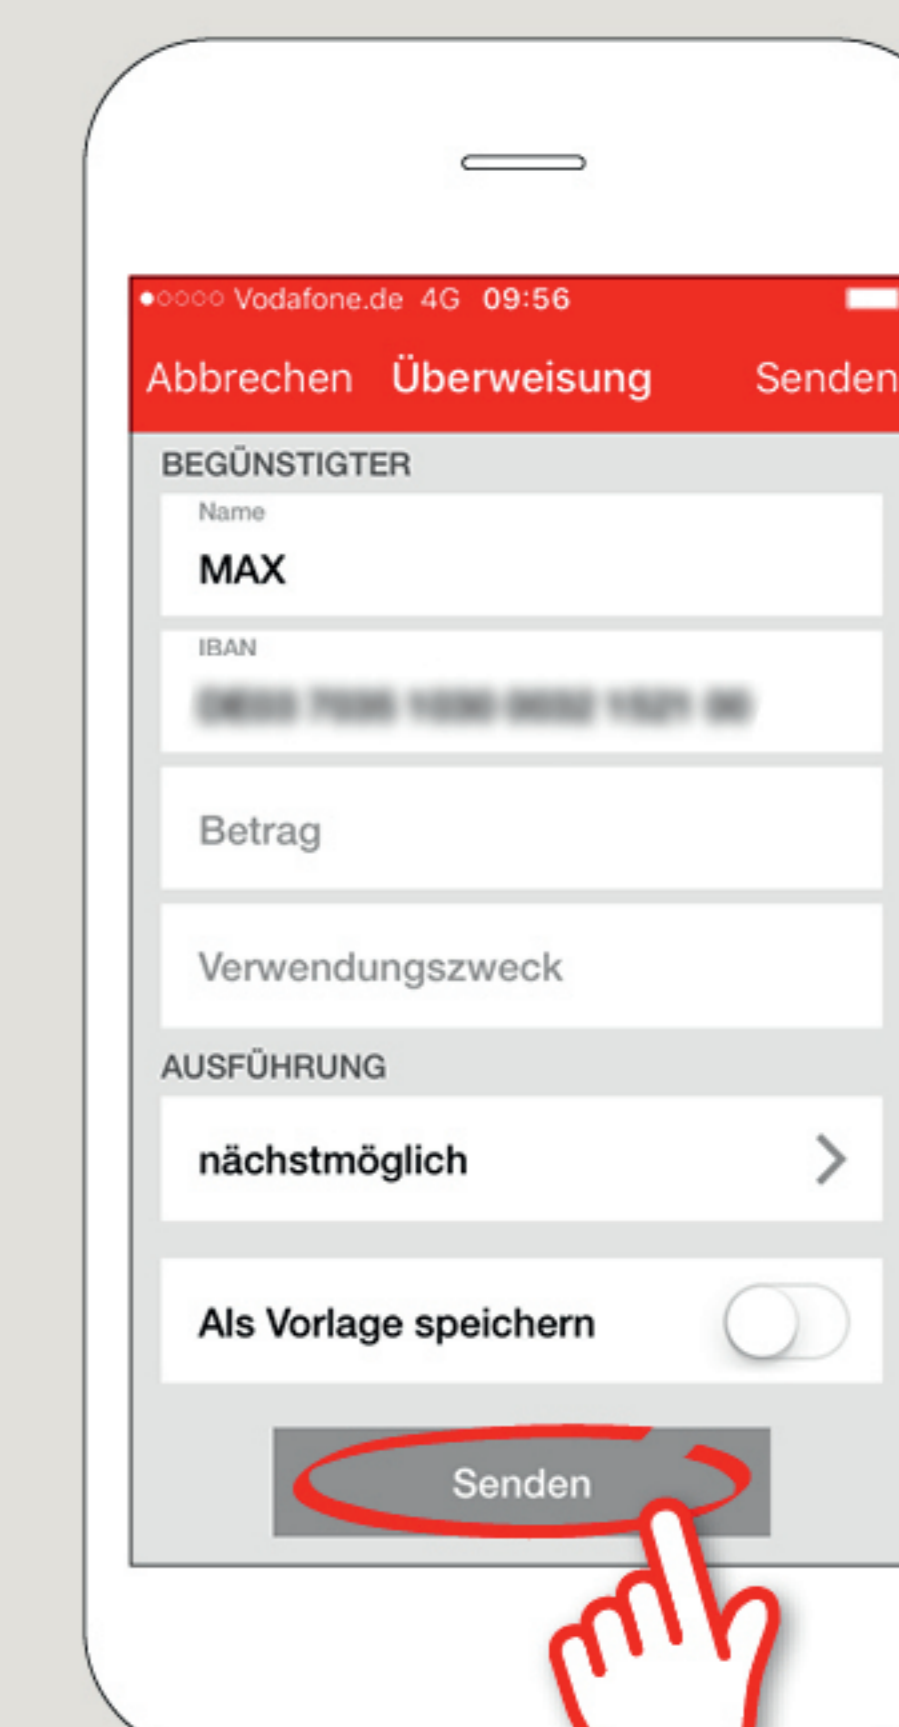 Vodafone.de 4G 09:56
Abbrechen Überweisung Senden
BEGÜNSTIGTER
Name
MAX
IBAN
Betrag
Verwendungszweck
AUSFÜHRUNG
nächstmöglich
Als Vorlage speichern
Senden